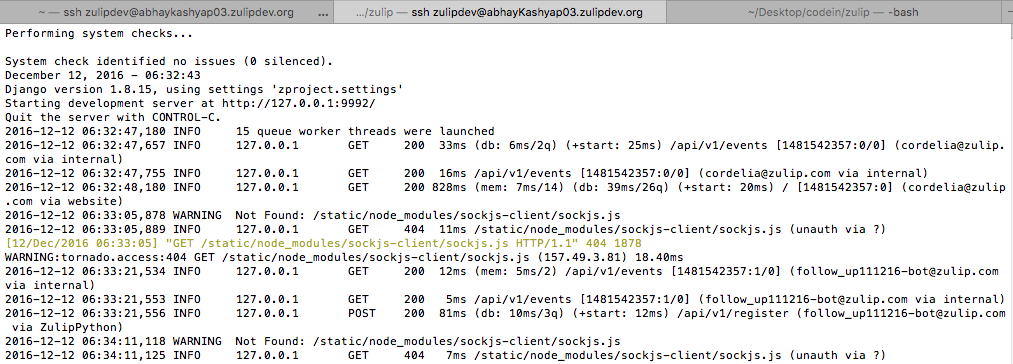 ~ — ssh zulipdev@abhayKashyap03.zulipdev.org ... .../zulip — ssh zulipdev@abhayKashyap03.zulipdev.org ~/Desktop/codein/zulip — -bash
Performing system checks...
System check identified no issues (0 silenced).
December 12, 2016 - 06:32:43
Django version 1.8.15, using settings 'zproject.settings'
Starting development server at http://127.0.0.1:9992/
Quit the server with CONTROL-C.
2016-12-12 06:32:47,180 INFO     15 queue worker threads were launched
2016-12-12 06:32:47,657 INFO     127.0.0.1       GET     200  33ms (db: 6ms/2q) (+start: 25ms) /api/v1/events [1481542357:0/0] (cordelia@zulip.
com via internal)
2016-12-12 06:32:47,755 INFO     127.0.0.1       GET     200  16ms /api/v1/events [1481542357:0/0] (cordelia@zulip.com via internal)
2016-12-12 06:32:48,180 INFO     127.0.0.1       GET     200 828ms (mem: 7ms/14) (db: 39ms/26q) (+start: 20ms) / [1481542357:0] (cordelia@zulip
.com via website)
2016-12-12 06:33:05,878 WARNING  Not Found: /static/node_modules/sockjs-client/sockjs.js
2016-12-12 06:33:05,889 INFO     127.0.0.1       GET     404  11ms /static/node_modules/sockjs-client/sockjs.js (unauth via ?)
[12/Dec/2016 06:33:05] "GET /static/node_modules/sockjs-client/sockjs.js HTTP/1.1" 404 1878
WARNING:tornado.access:404 GET /static/node_modules/sockjs-client/sockjs.js (157.49.3.81) 18.40ms
2016-12-12 06:33:21,534 INFO     127.0.0.1       GET     200  12ms (mem: 5ms/2) /api/v1/events [1481542357:1/0] (follow_up111216-bot@zulip.com
via internal)
2016-12-12 06:33:21,553 INFO     127.0.0.1       GET     200   5ms /api/v1/events [1481542357:1/0] (follow_up111216-bot@zulip.com via internal)
2016-12-12 06:33:21,556 INFO     127.0.0.1       POST    200  81ms (db: 10ms/3q) (+start: 12ms) /api/v1/register (follow_up111216-bot@zulip.com
 via ZulipPython)
2016-12-12 06:34:11,118 WARNING  Not Found: /static/node_modules/sockjs-client/sockjs.js
2016-12-12 06:34:11,125 INFO     127.0.0.1       GET     404   7ms /static/node_modules/sockjs-client/sockjs.js (unauth via ?)